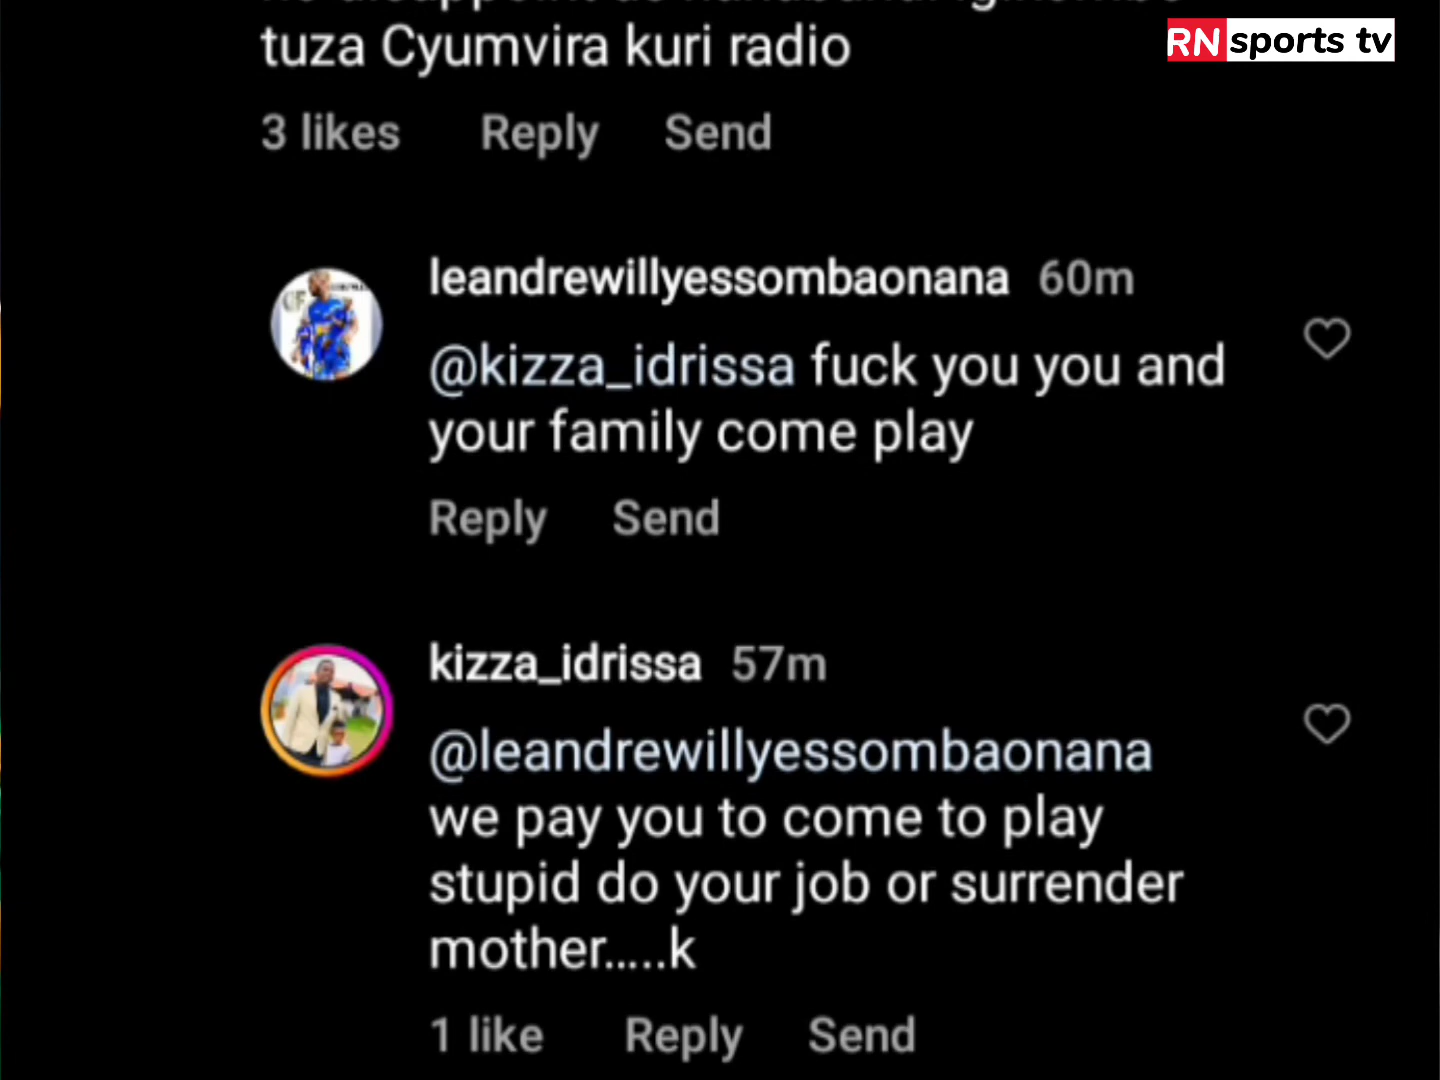 tuza Cyumvira kuri radio
RN sports tv
3 likes Reply Send
leandrewillyessombaonana 60m
@kizza_idrissa fuck you you and
your family come play
Reply Send
kizza_idrissa 57m
@leandrewillyessombaonana
we pay you to come to play
stupid do your job or surrender
mother.....k
1 like Reply Send